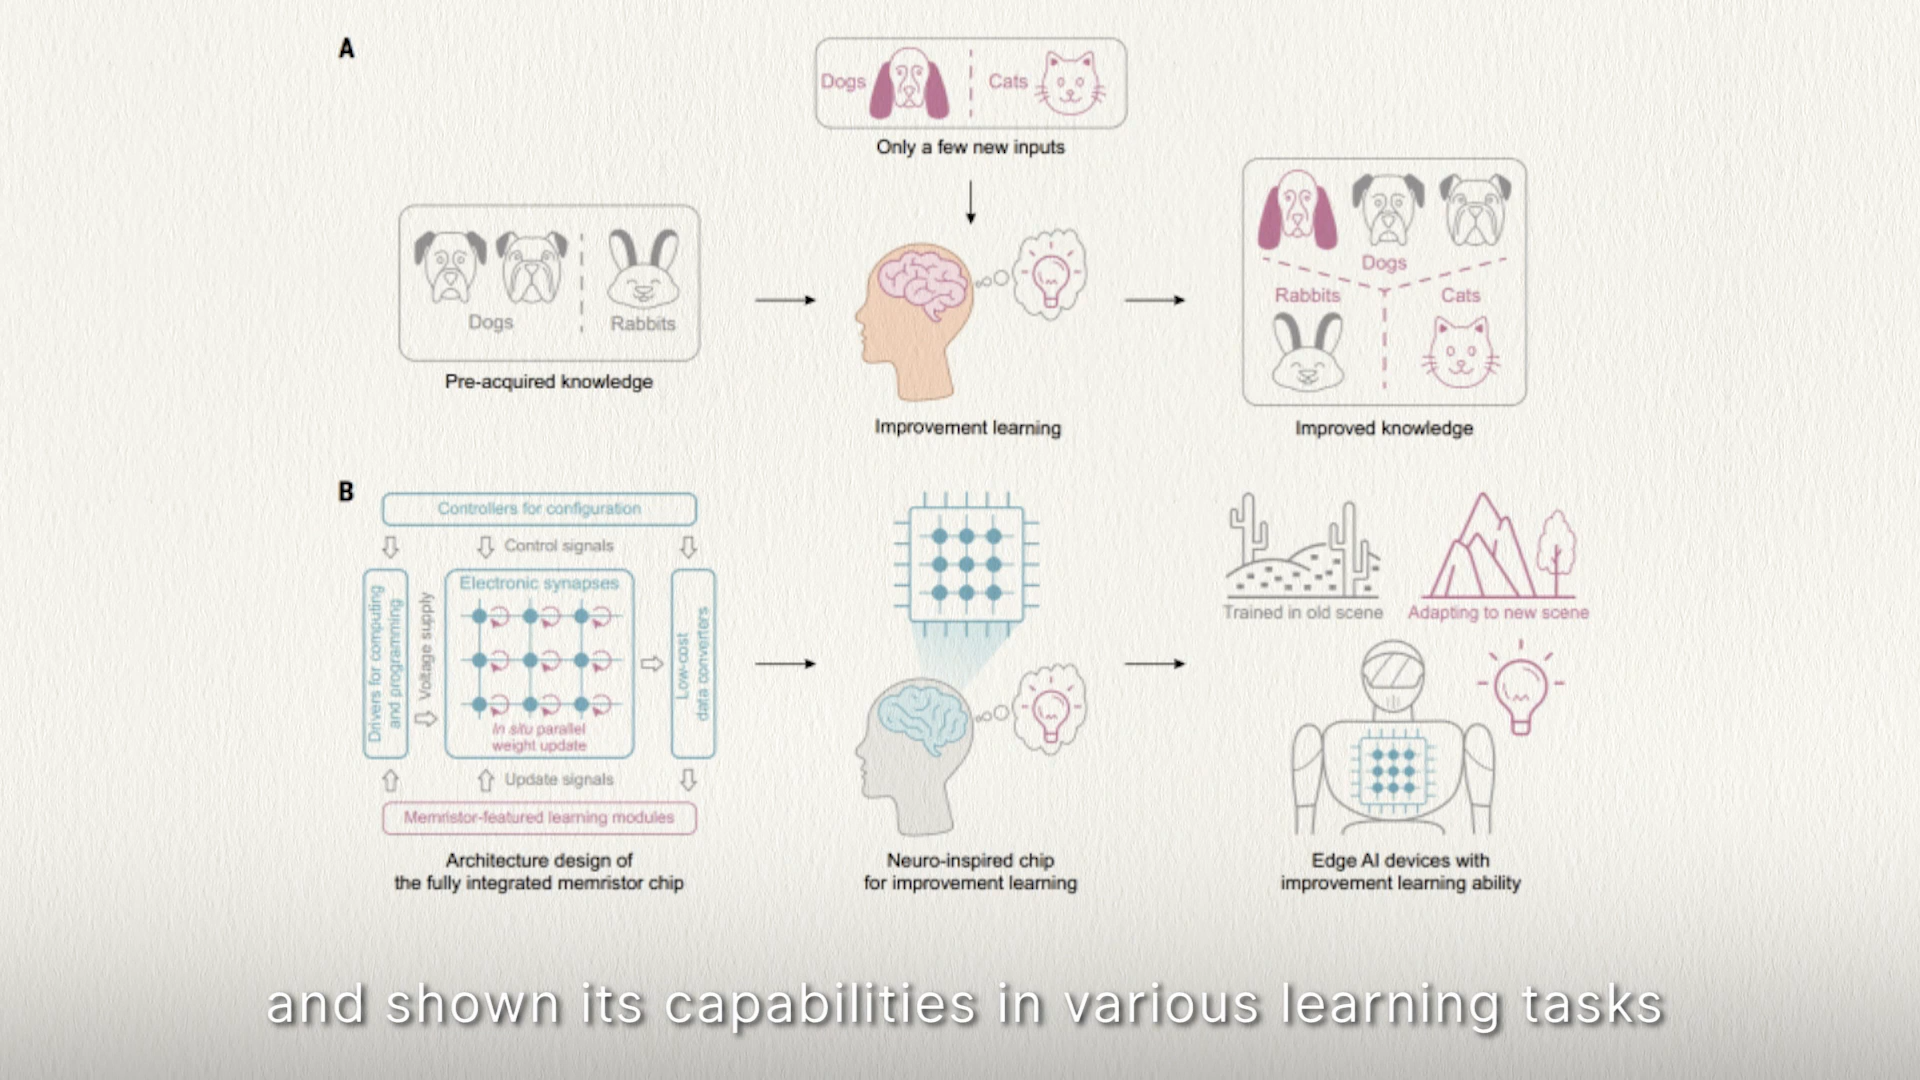 A
Dogs
Cats
Only a few new inputs
Dogs
Rabbits
Pre-acquired knowledge
Improvement learning
Dogs
Rabbits
Cats
Improved knowledge
B
Controllers for configuration
Control signals
Drivers for computing
and programming
Voltage supply
Electronic synapses
In situ parallel
weight update
Low-cost
data converters
Update signals
Memristor-featured learning modules
Architecture design of
the fully integrated memristor chip
Neuro-inspired chip
for improvement learning
Trained in old scene
Adapting to new scene
Edge AI devices with
improvement learning ability
and shown its capabilities in various learning tasks